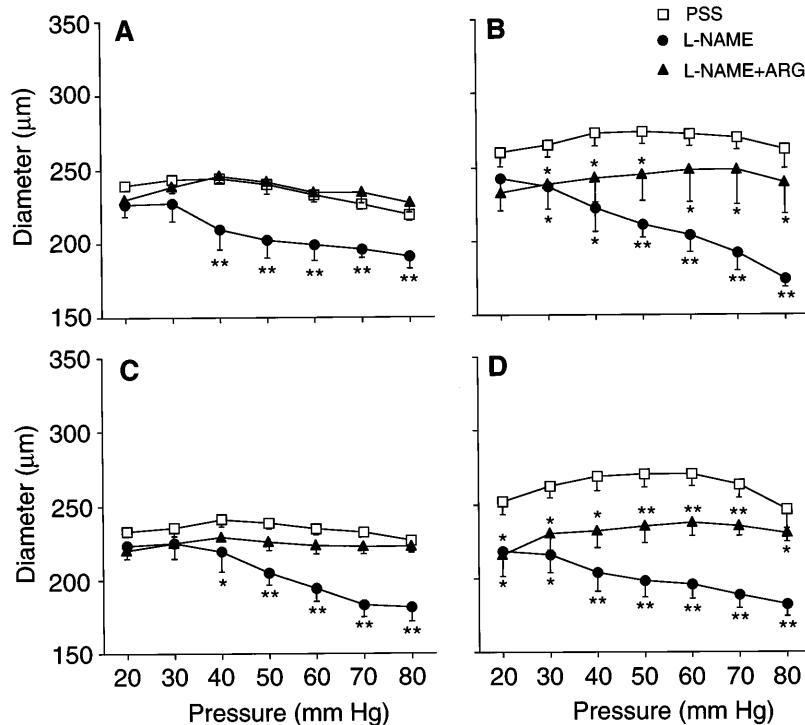 A
B
□ PSS
● L-NAME
▲ L-NAME+ARG
350
300
250
200
150
Diameter (μm)
** ** ** ** **
* * *
* * *
* * ** ** ** **
C
D
350
300
250
200
150
Diameter (μm)
* ** ** ** **
* * * ** ** ** *
* * ** ** ** ** **
20 30 40 50 60 70 80
20 30 40 50 60 70 80
Pressure (mm Hg)
Pressure (mm Hg)